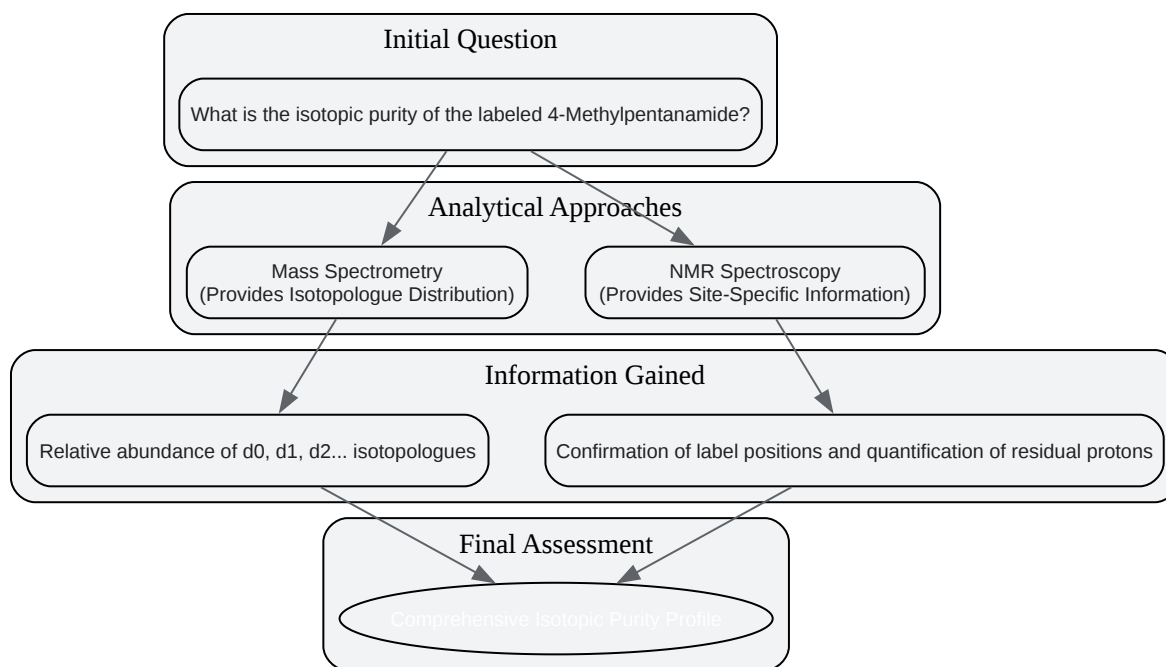 Initial Question
What is the isotopic purity of the labeled 4-Methylpentanamide?
Analytical Approaches
Mass Spectrometry
(Provides Isotopologue Distribution)
NMR Spectroscopy
(Provides Site-Specific Information)
Information Gained
Relative abundance of d0, d1, d2... isotopologues
Confirmation of label positions and quantification of residual protons
Final Assessment
Comprehensive Isotopic Purity Profile